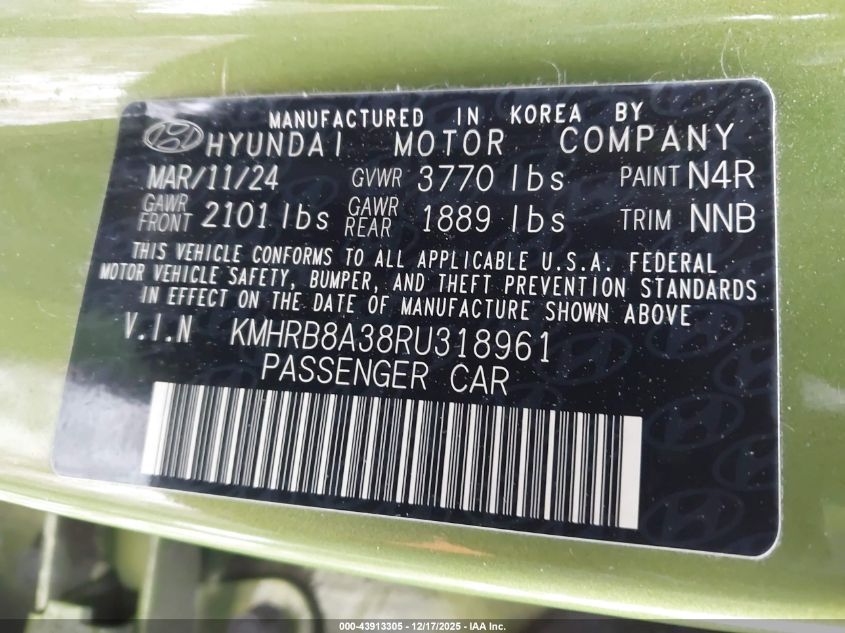 MANUFACTURED IN KOREA BY
HYUNDAI MOTOR COMPANY
MAR/11/24 GVWR 3770 lbs PAINT N4R
GAWR FRONT 2101 lbs GAWR REAR 1889 lbs TRIM NNB
THIS VEHICLE CONFORMS TO ALL APPLICABLE U.S.A. FEDERAL
MOTOR VEHICLE SAFETY, BUMPER, AND THEFT PREVENTION STANDARDS
IN EFFECT ON THE DATE OF MANUFACTURE SHOWN ABOVE
V.I.N KMHRB8A38RU318961
PASSENGER CAR
000-43913305 - 12/17/2025 - IAA Inc.